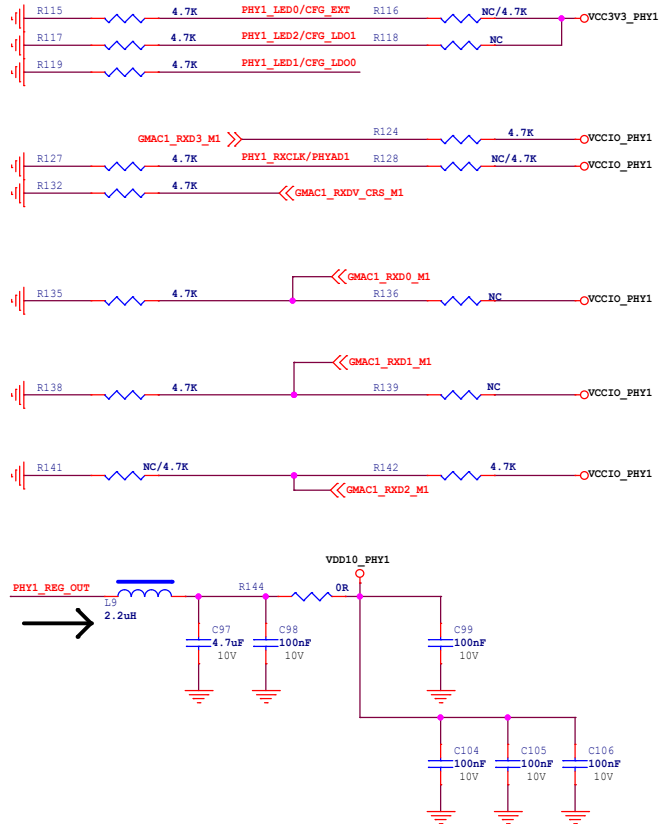 R115 4.7K PHY1_LED0/CFG_EXT R116 NC/4.7K VCC3V3_PHY1
R117 4.7K PHY1_LED2/CFG_LDO1 R118 NC
R119 4.7K PHY1_LED1/CFG_LDO0
GMAC1_RXD3_M1 R124 4.7K VCCIO_PHY1
R127 4.7K PHY1_RXCLK/PHYAD1 R128 NC/4.7K VCCIO_PHY1
R132 4.7K GMAC1_RXDV_CRS_M1
GMAC1_RXD0_M1
R135 4.7K R136 NC VCCIO_PHY1
GMAC1_RXD1_M1
R138 4.7K R139 NC VCCIO_PHY1
R141 NC/4.7K R142 4.7K VCCIO_PHY1
GMAC1_RXD2_M1
VDD10_PHY1
PHY1_REG_OUT R144 0R
L9
2.2uH
C97 C98 C99
4.7uF 100nF 100nF
10V 10V 10V
C104 C105 C106
100nF 100nF 100nF
10V 10V 10V